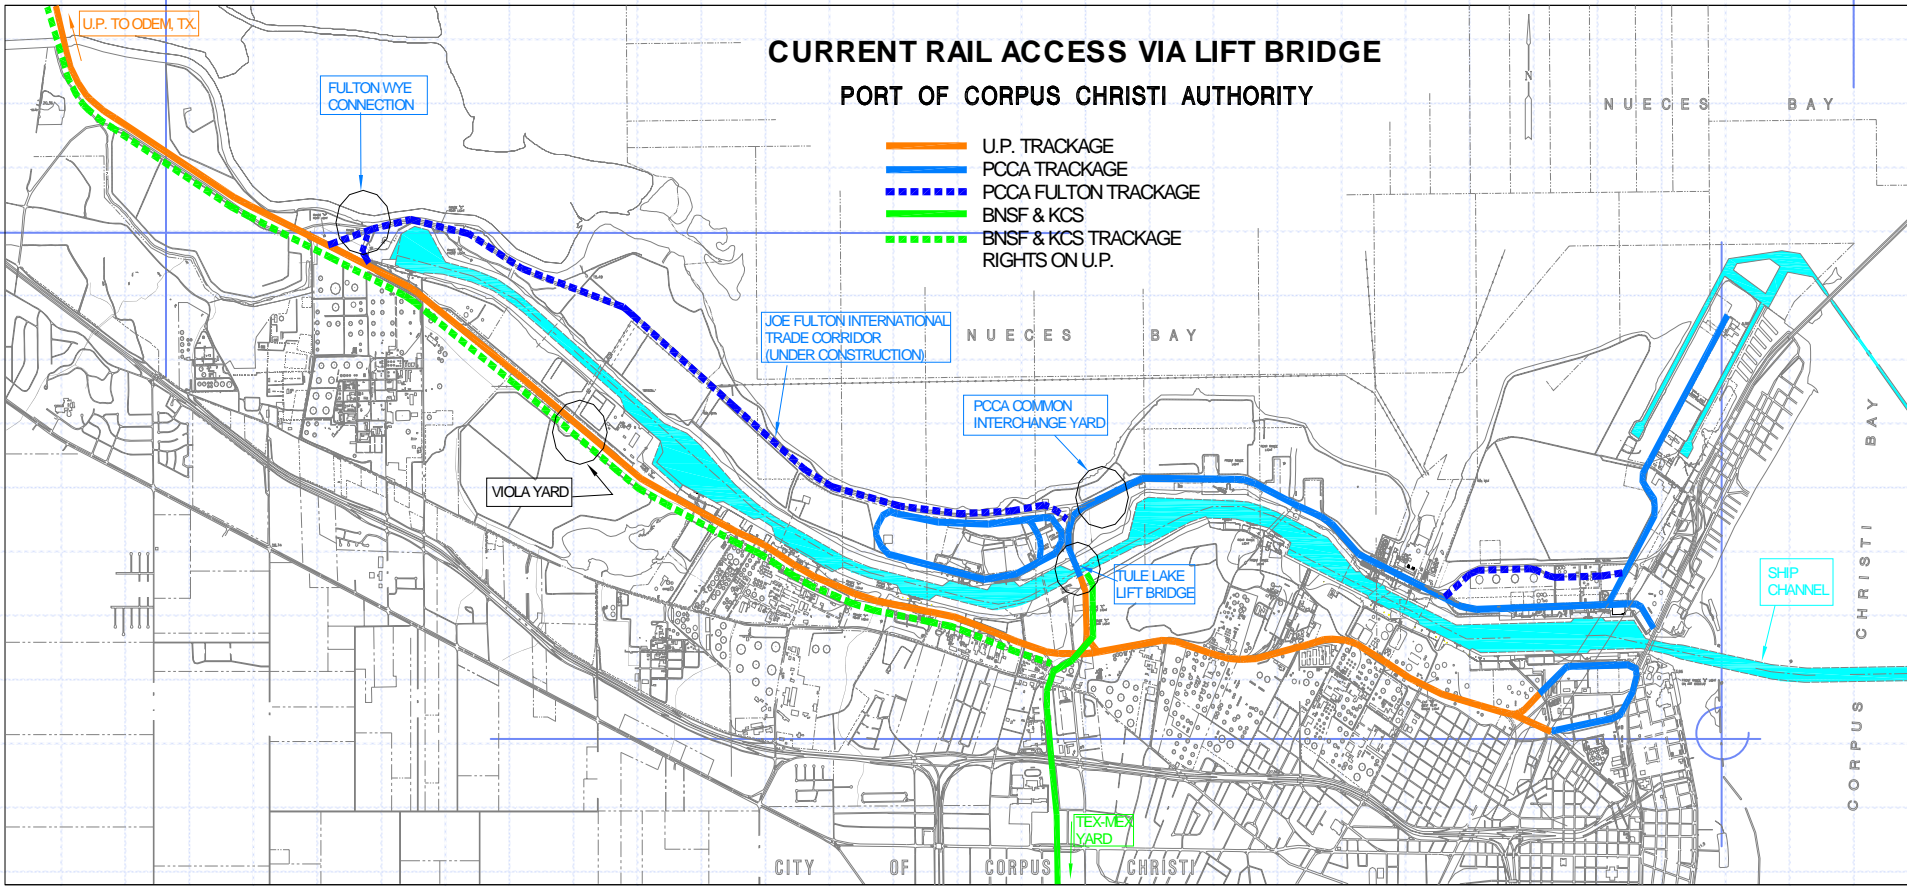 U.P. TO ODEM, TX.
CURRENT RAIL ACCESS VIA LIFT BRIDGE
PORT OF CORPUS CHRISTI AUTHORITY
FULTON WYE
CONNECTION
N
NUECES BAY
U.P. TRACKAGE
PCCA TRACKAGE
PCCA FULTON TRACKAGE
BNSF & KCS
BNSF & KCS TRACKAGE
RIGHTS ON U.P.
JOE FULTON INTERNATIONAL
TRADE CORRIDOR
(UNDER CONSTRUCTION)
NUECES BAY
PCCA COMMON
INTERCHANGE YARD
VIOLA YARD
TULE LAKE
LIFT BRIDGE
SHIP
CHANNEL
CORPUS CHRISTI BAY
TEX-MEX
YARD
CITY OF CORPUS CHRISTI